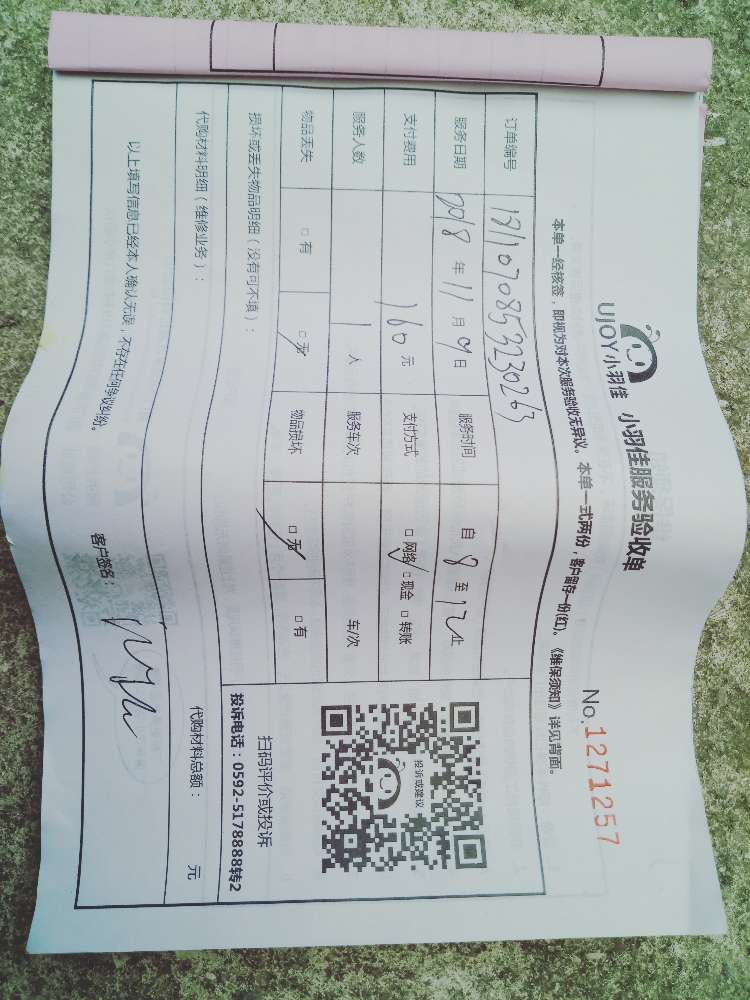 UJOY小羽佳 小羽佳服务验收单
No.1271257
本单一经核签，即视为对本次服务验收无异议。本单一式两份，客户留存一份(红)。《维保须知》详见背面。
订单编号 1811070853230263
服务日期 2018 年 11 月 09 日 服务时间 自 8 至 12 止
支付费用 160 元 支付方式 □ 网络 □ 现金 □ 转账
服务人数 1 人 服务车次 车/次
物品丢失 □ 有 □ 无 物品损坏 □ 无 □ 有
投诉或建议
扫码评价或投诉
投诉电话：0592-5178888转2
损坏或丢失物品明细（没有可不填）：
代购材料明细（维修业务）： 代购材料总额： 元
以上填写信息已经本人确认无误，不存在任何争议纠纷。
客户签名：